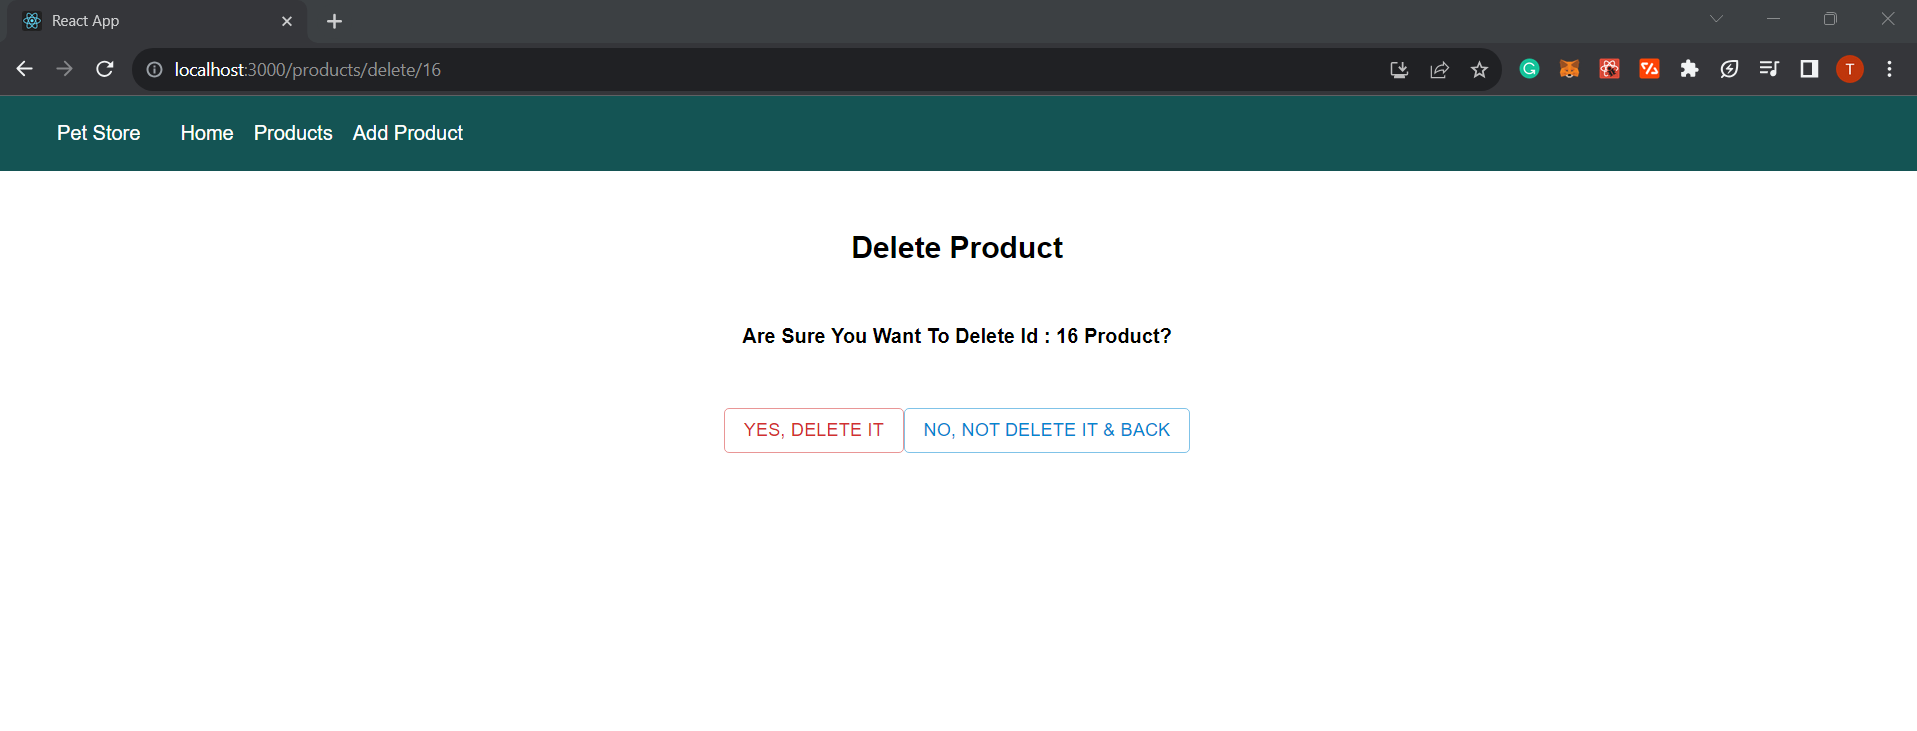 React App
localhost:3000/products/delete/16
T
Pet Store Home Products Add Product
Delete Product
Are Sure You Want To Delete Id : 16 Product?
YES, DELETE IT NO, NOT DELETE IT & BACK